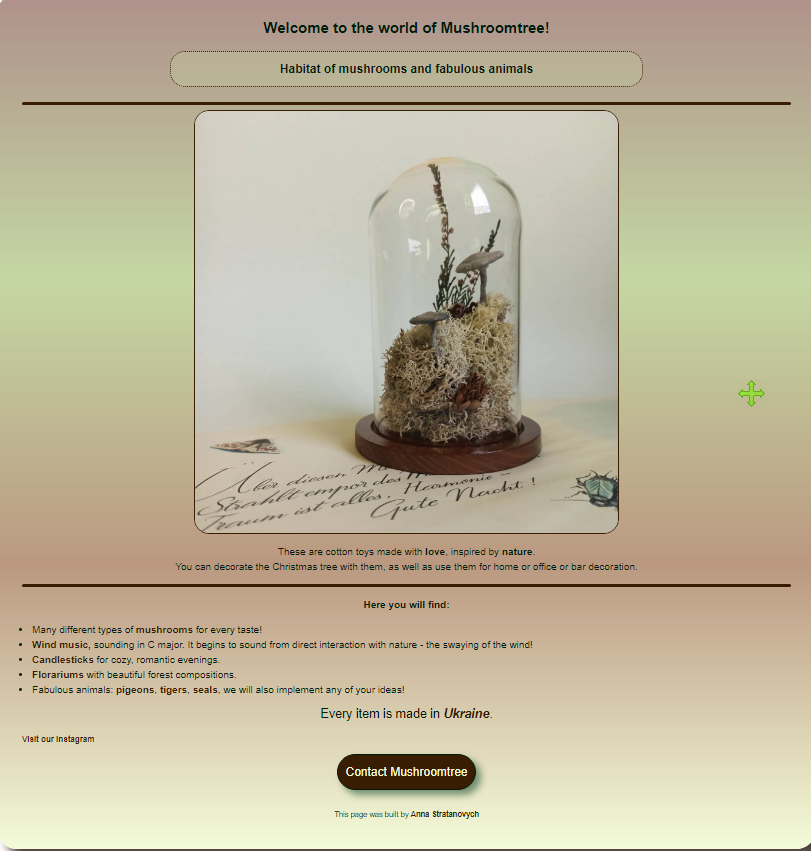 Welcome to the world of Mushroomtree!
Habitat of mushrooms and fabulous animals
Über diesen
Strahlt empor des
Traum ist alles, Harmonie –
Gute Nacht !
These are cotton toys made with love, inspired by nature.
You can decorate the Christmas tree with them, as well as use them for home or office or bar decoration.
Here you will find:
Many different types of mushrooms for every taste!
Wind music, sounding in C major. It begins to sound from direct interaction with nature - the swaying of the wind!
Candlesticks for cozy, romantic evenings.
Florariums with beautiful forest compositions.
Fabulous animals: pigeons, tigers, seals, we will also implement any of your ideas!
Every item is made in Ukraine.
Visit our Instagram
Contact Mushroomtree
This page was built by Anna Stratanovych